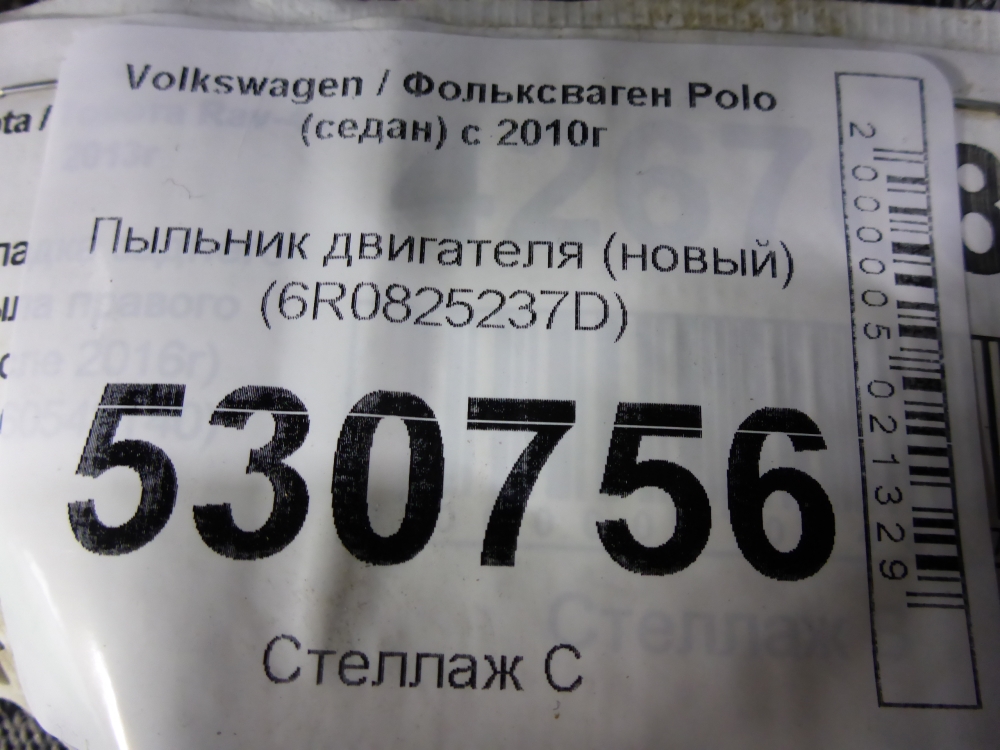 Volkswagen / Фольксваген Polo
(седан) с 2010г
Пыльник двигателя (новый)
(6R0825237D)
530756
Стеллаж С
2000005021329